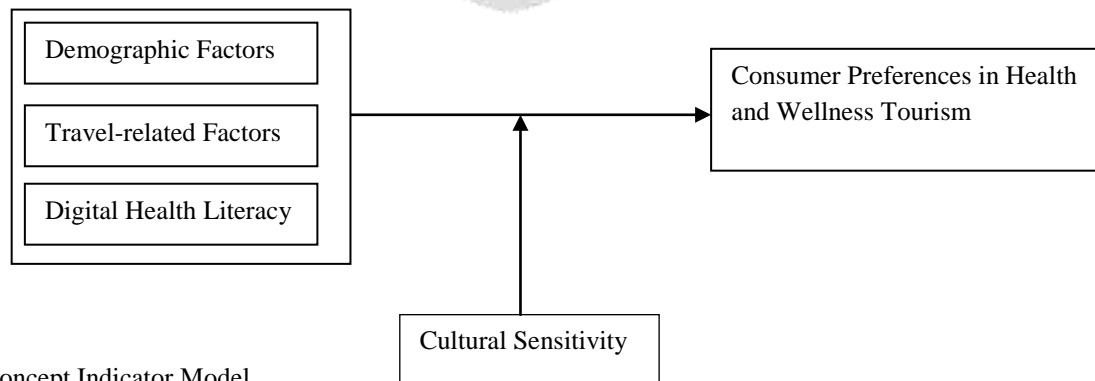 Demographic Factors
Travel-related Factors
Digital Health Literacy
Consumer Preferences in Health
and Wellness Tourism
Cultural Sensitivity
oncept Indicator Model